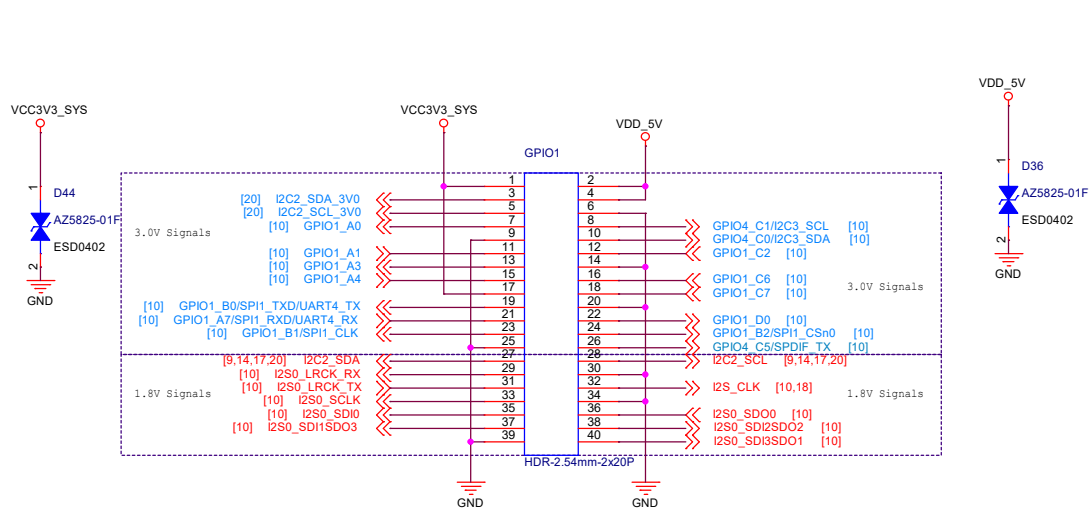 VDD_5V
VCC3V3_SYS
VCC3V3_SYS
VDD_5V
GPIO1
1
D36
AZ5825-01F
ESD0402
2
GND
1
D44
AZ5825-01F
ESD0402
2
GND
3.0V Signals
1 2
[20] I2C2_SDA_3V0 3 4
[20] I2C2_SCL_3V0 5 6
[10] GPIO1_A0 7 8 GPIO4_C1/I2C3_SCL [10]
9 10 GPIO4_C0/I2C3_SDA [10]
[10] GPIO1_A1 11 12 GPIO1_C2 [10]
[10] GPIO1_A3 13 14
[10] GPIO1_A4 15 16 GPIO1_C6 [10]
17 18 GPIO1_C7 [10]
3.0V Signals
[10] GPIO1_B0/SPI1_TXD/UART4_TX 19 20
[10] GPIO1_A7/SPI1_RXD/UART4_RX 21 22 GPIO1_D0 [10]
[10] GPIO1_B1/SPI1_CLK 23 24 GPIO1_B2/SPI1_CSn0 [10]
25 26 GPIO4_C5/SPDIF_TX [10]
[9,14,17,20] I2C2_SDA 27 28 I2C2_SCL [9,14,17,20]
[10] I2S0_LRCK_RX 29 30
[10] I2S0_LRCK_TX 31 32 I2S_CLK [10,18]
1.8V Signals
1.8V Signals
[10] I2S0_SCLK 33 34
[10] I2S0_SDI0 35 36 I2S0_SDO0 [10]
[10] I2S0_SDI1SDO3 37 38 I2S0_SDI2SDO2 [10]
39 40 I2S0_SDI3SDO1 [10]
HDR-2.54mm-2x20P
GND
GND